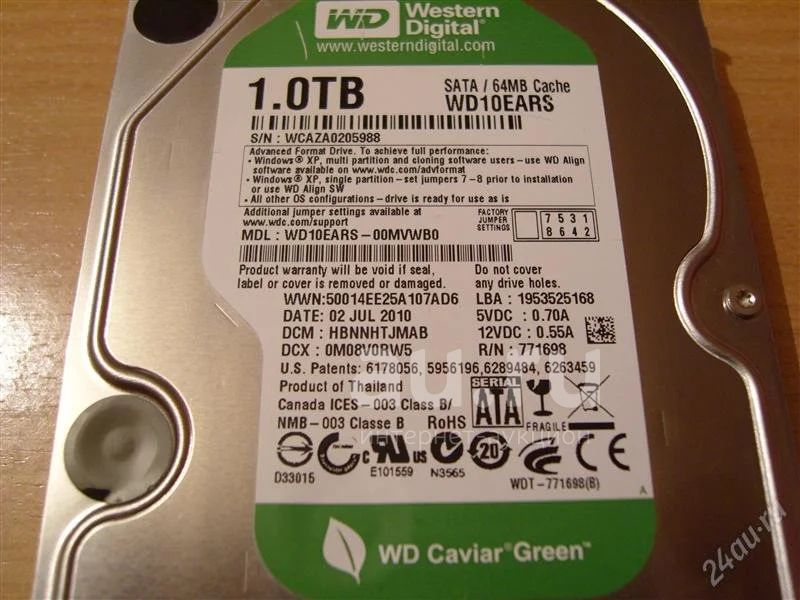 WD Western
Digital®
www.westerndigital.com
1.0TB
SATA / 64MB Cache
WD10EARS
S/N : WCAZA0205988
Advanced Format Drive. To achieve full performance:
• Windows® XP, multi partition and cloning software users - use WD Align
software available on www.wdc.com/advformat
• Windows® XP, single partition - set jumpers 7-8 prior to installation
or use WD Align SW
• All other OS configurations - drive is ready for use as is
Additional jumper settings available at
www.wdc.com/support
FACTORY
JUMPER
SETTINGS
7 5 3 1
8 6 4 2
MDL : WD10EARS-00MVWB0
Product warranty will be void if seal,
label or cover is removed or damaged.
Do not cover
any drive holes.
WWN:50014EE25A107AD6
LBA : 1953525168
DATE: 02 JUL 2010
5VDC : 0.70A
DCM : HBNNHTJMAB
12VDC : 0.55A
DCX : 0M08V0RW5
R/N : 771698
U.S. Patents: 6178056, 5956196,6289484, 6263459
Product of Thailand
Canada ICES-003 Class B/
NMB-003 Classe B RoHS
SERIAL
ATA
FRAGILE
интернет-аукцион
20
D33015
E101559
N3565
WDT-771698(B)
A
WD Caviar® Green™
24au.ru